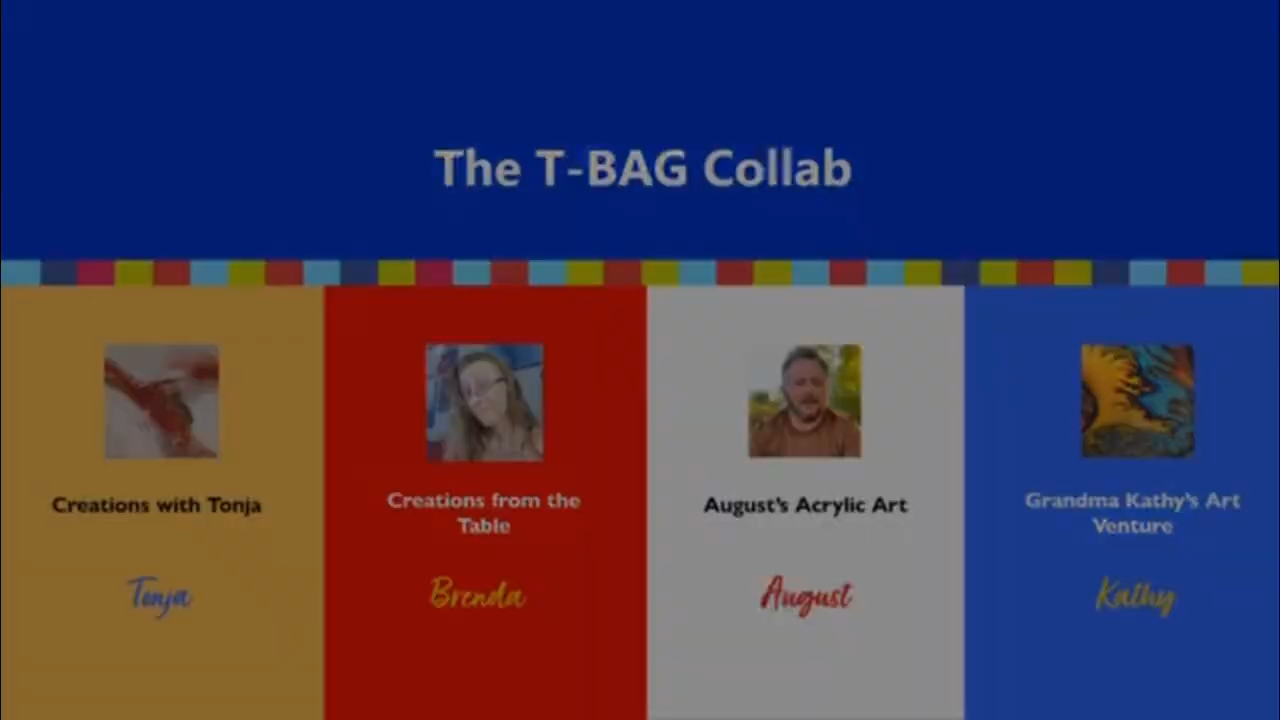 The T-BAG Collab
Creations with Tonja
Creations from the
Table
August's Acrylic Art
Grandma Kathy's Art
Venture
Tonja
Brenda
August
Kathy